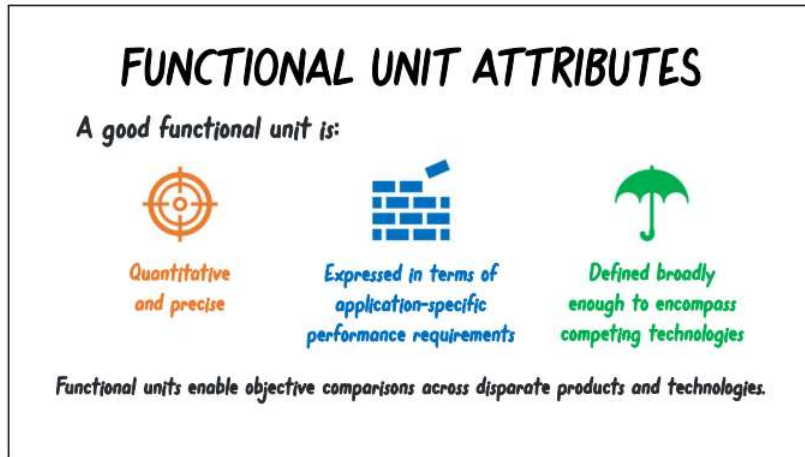 FUNCTIONAL UNIT ATTRIBUTES
A good functional unit is:
Quantitative
and precise
Expressed in terms of
application-specific
performance requirements
Defined broadly
enough to encompass
competing technologies
Functional units enable objective comparisons across disparate products and technologies.